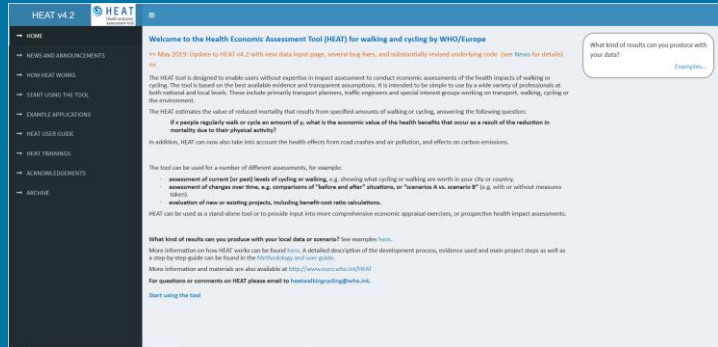 HEAT v4.2
HEAT
Health economic
assessment tool
HOME
NEWS AND ANNOUNCEMENTS
HOW HEAT WORKS
START USING THE TOOL
EXAMPLE APPLICATIONS
HEAT USER GUIDE
HEAT TRAININGS
ACKNOWLEDGEMENTS
ARCHIVE
Welcome to the Health Economic Assessment Tool (HEAT) for walking and cycling by WHO/Europe
>> May 2019: Update to HEAT v4.2 with new data input page, several bug fixes, and substantially revised underlying code (see News for details).
<<
The HEAT tool is designed to enable users without expertise in impact assessment to conduct economic assessments of the health impacts of walking or
cycling. The tool is based on the best available evidence and transparent assumptions. It is intended to be simple to use by a wide variety of professionals at
both national and local levels. These include primarily transport planners, traffic engineers and special interest groups working on transport, walking, cycling or
the environment.
The HEAT estimates the value of reduced mortality that results from specified amounts of walking or cycling, answering the following question:
If x people regularly walk or cycle an amount of y, what is the economic value of the health benefits that occur as a result of the reduction in
mortality due to their physical activity?
In addition, HEAT can now also take into account the health effects from road crashes and air pollution, and effects on carbon emissions.
The tool can be used for a number of different assessments, for example:
· assessment of current (or past) levels of cycling or walking, e.g. showing what cycling or walking are worth in your city or country.
· assessment of changes over time, e.g. comparisons of "before and after" situations, or "scenarios A vs. scenario B" (e.g. with or without measures
taken).
· evaluation of new or existing projects, including benefit-cost ratio calculations.
HEAT can be used as a stand-alone tool or to provide input into more comprehensive economic appraisal exercises, or prospective health impact assessments.
What kind of results can you produce with your local data or scenario? See examples here.
More information on how HEAT works can be found here. A detailed description of the development process, evidence used and main project steps as well as
a step-by-step guide can be found in the Methodology and user guide.
More information and materials are also available at http://www.euro.who.int/HEAT
For questions or comments on HEAT please email to heatwalkingcycling@who.int.
Start using the tool
What kind of results can you produce with
your data?
Examples...